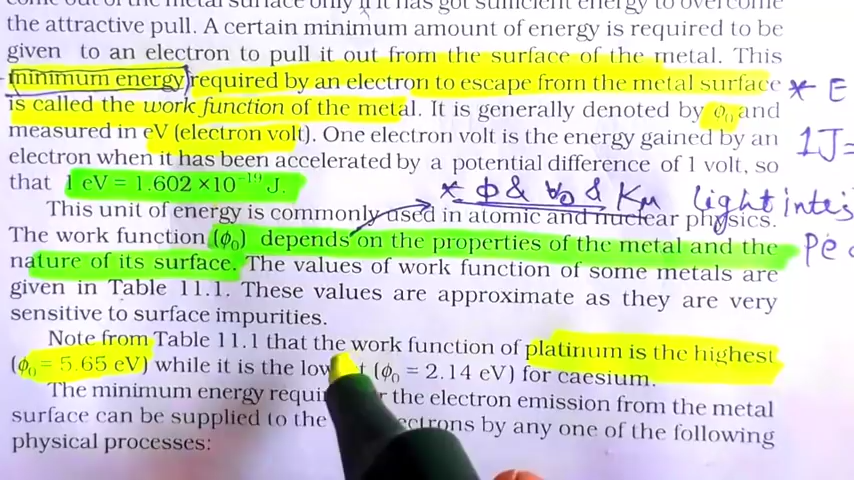 come out of the metal surface only if it has got sufficient energy to overcome
the attractive pull. A certain minimum amount of energy is required to be
given to an electron to pull it out from the surface of the metal. This
minimum energy required by an electron to escape from the metal surface
is called the work function of the metal. It is generally denoted by ϕ₀ and
measured in eV (electron volt). One electron volt is the energy gained by an
electron when it has been accelerated by a potential difference of 1 volt, so
that 1 eV = 1.602 ×10⁻¹⁹ J.
This unit of energy is commonly used in atomic and nuclear physics.
The work function (ϕ₀) depends on the properties of the metal and the
nature of its surface. The values of work function of some metals are
given in Table 11.1. These values are approximate as they are very
sensitive to surface impurities.
Note from Table 11.1 that the work function of platinum is the highest
(ϕ₀ = 5.65 eV) while it is the low t (ϕ₀ = 2.14 eV) for caesium.
The minimum energy requi r the electron emission from the metal
surface can be supplied to the ectrons by any one of the following
physical processes:
* E
1J=
* ϕ & ν₀ & K light intes